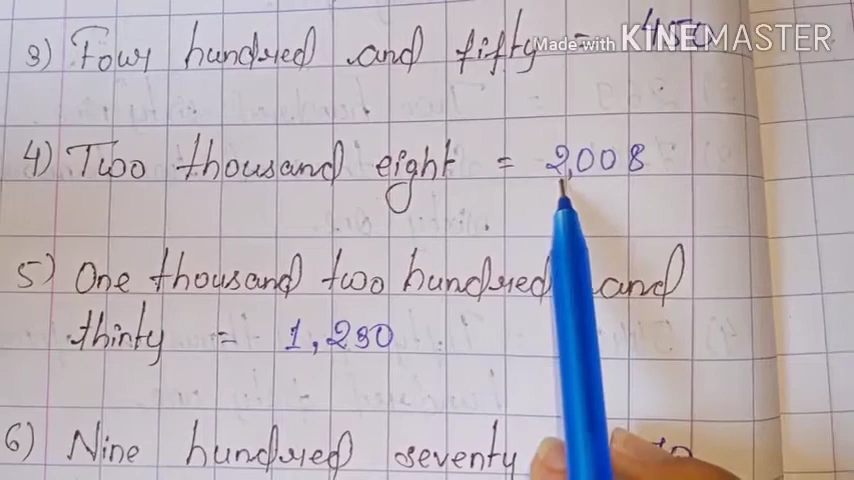 3) Four hundred and fifty = 450
Made with KINEMASTER
4) Two thousand eight = 2,008
5) One thousand two hundred and
thirty = 1,230
6) Nine hundred seventy